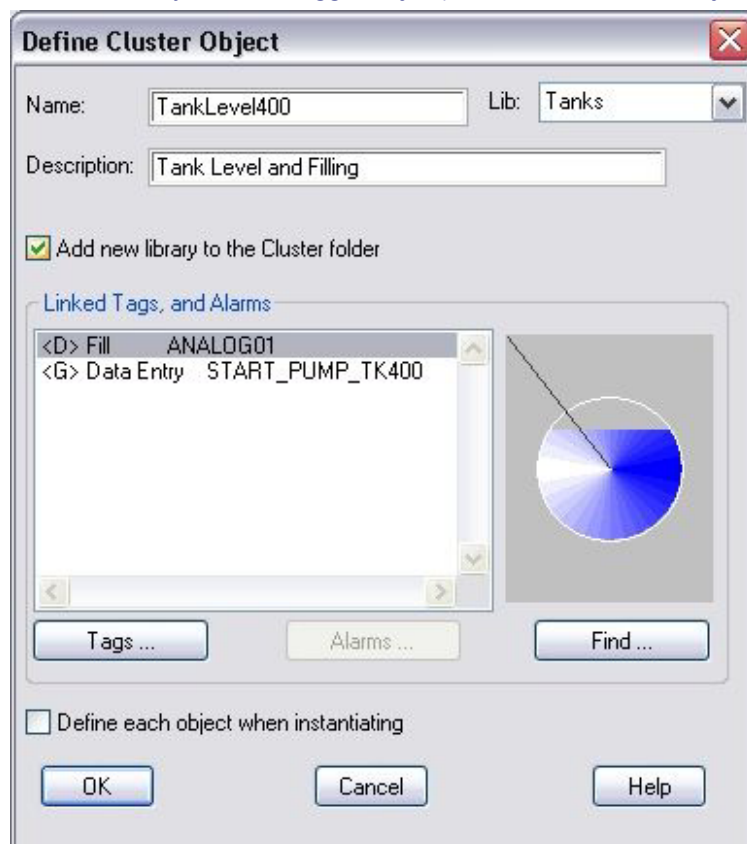 Define Cluster Object
Name: TankLevel400 Lib: Tanks
Description: Tank Level and Filling
Add new library to the Cluster folder
Linked Tags, and Alarms
<D> Fill ANALOG01
<G> Data Entry START_PUMP_TK400
Tags ... Alarms ... Find ...
Define each object when instantiating
OK Cancel Help